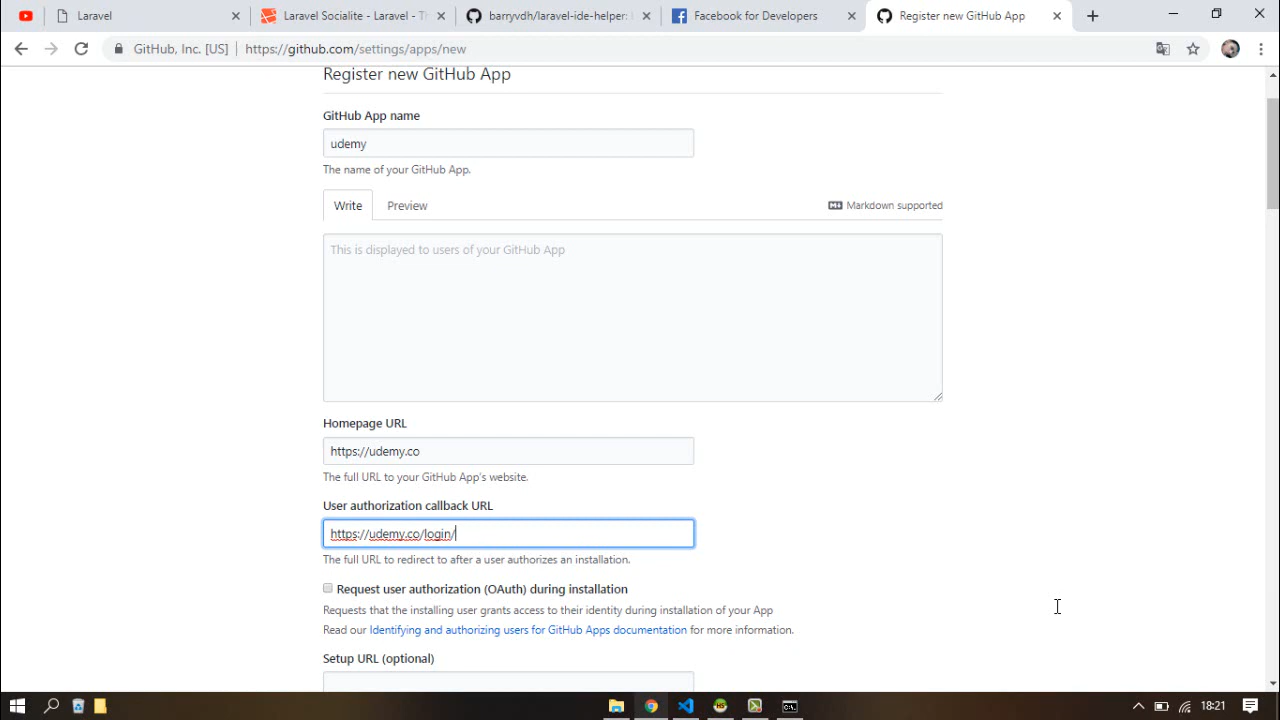 Laravel
Laravel Socialite - Laravel - Th
barryvdh/laravel-ide-helper:
Facebook for Developers
Register new GitHub App
GitHub, Inc. [US] | https://github.com/settings/apps/new
Register new GitHub App
GitHub App name
udemy
The name of your GitHub App.
Write
Preview
Markdown supported
This is displayed to users of your GitHub App
Homepage URL
https://udemy.co
The full URL to your GitHub App's website.
User authorization callback URL
https://udemy.co/login/
The full URL to redirect to after a user authorizes an installation.
Request user authorization (OAuth) during installation
Requests that the installing user grants access to their identity during installation of your App
Read our Identifying and authorizing users for GitHub Apps documentation for more information.
Setup URL (optional)
18:21